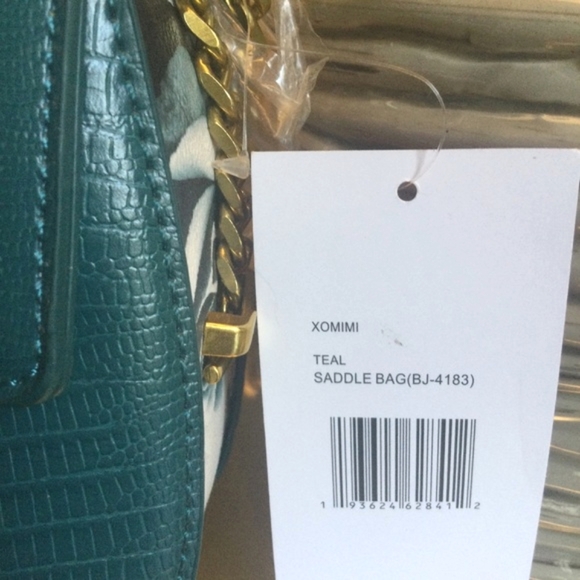 XOMIMI
TEAL
SADDLE BAG(BJ-4183)
1 93624 62841 2